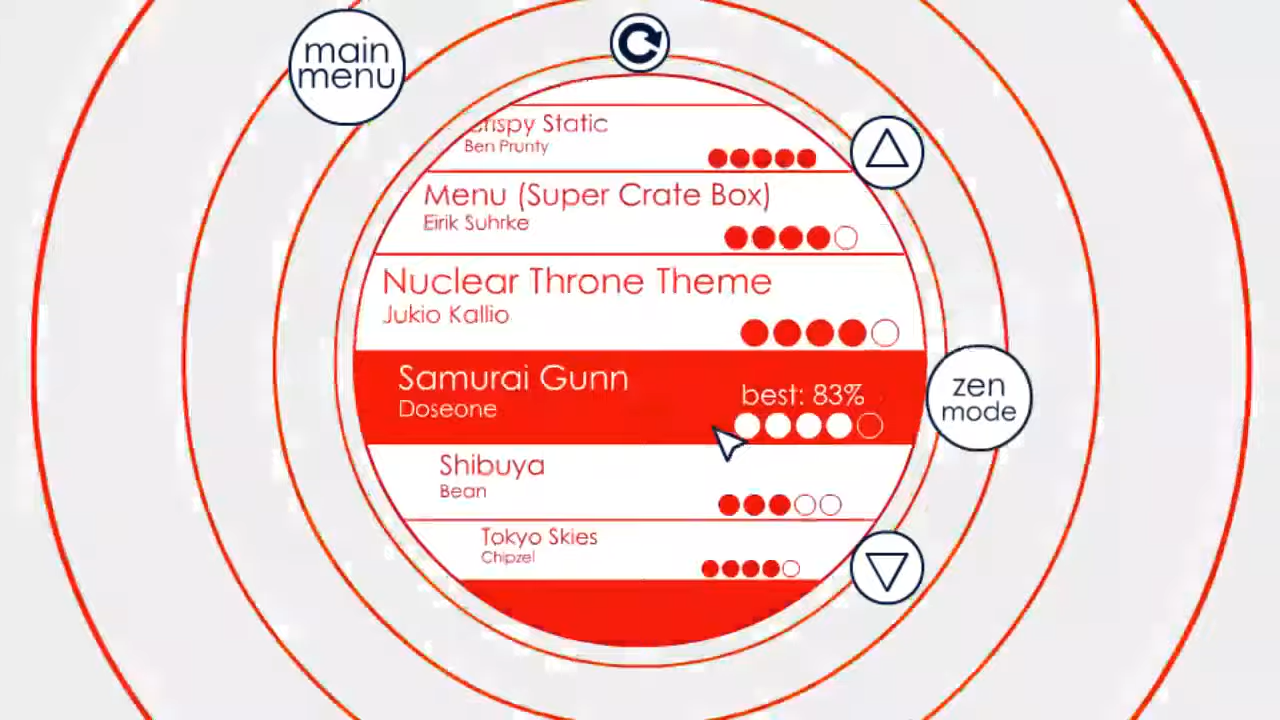 main
menu
Crispy Static
Ben Prunty
Menu (Super Crate Box)
Eirik Suhrke
Nuclear Throne Theme
Jukio Kallio
Samurai Gunn
Doseone
best: 83%
zen
mode
Shibuya
Bean
Tokyo Skies
Chipzel